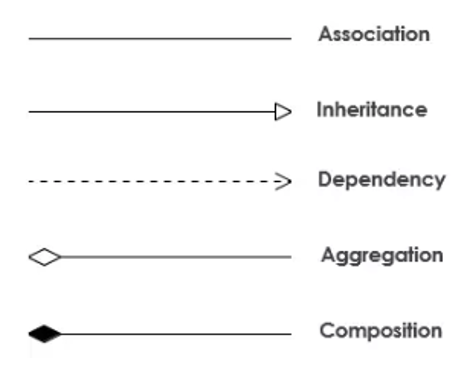 Association
Inheritance
Dependency
Aggregation
Composition